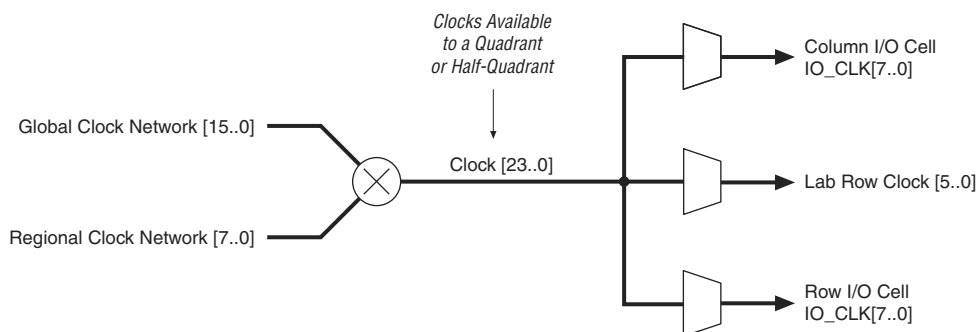 Clocks Available
to a Quadrant
or Half-Quadrant
Column I/O Cell
IO_CLK[7..0]
Global Clock Network [15..0]
Clock [23..0]
Lab Row Clock [5..0]
Regional Clock Network [7..0]
Row I/O Cell
IO_CLK[7..0]